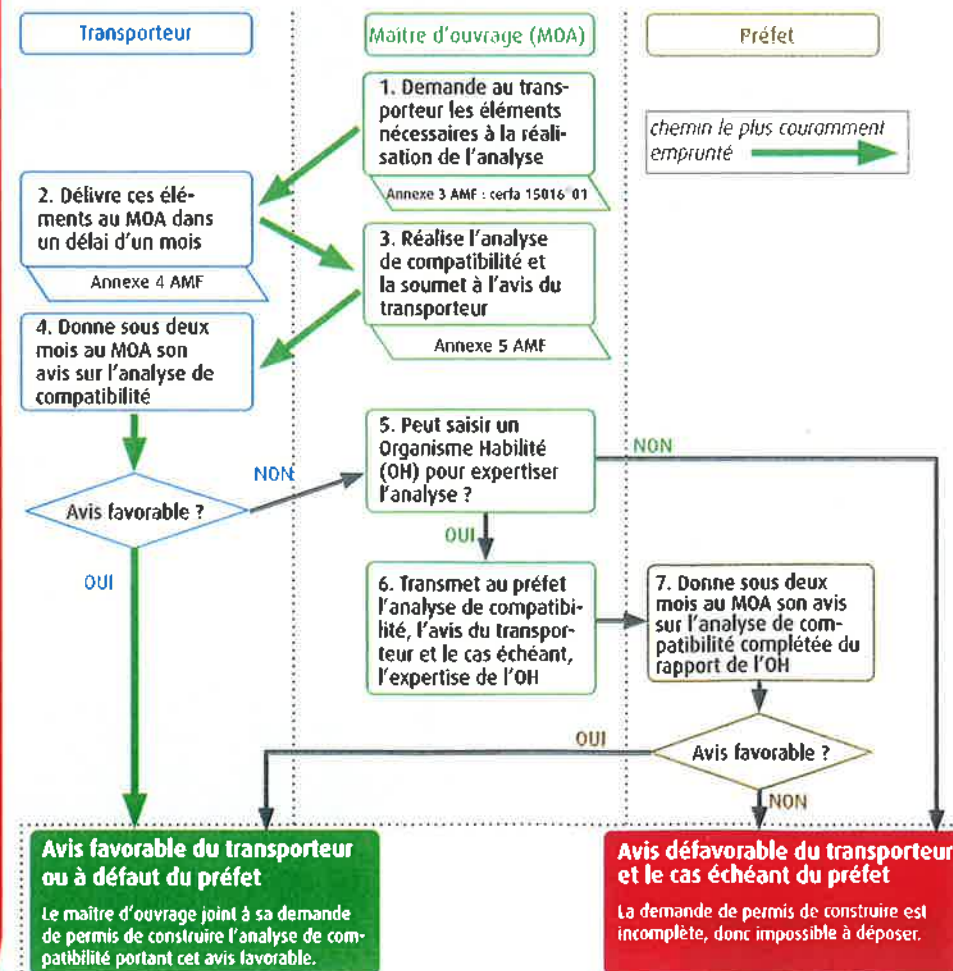 Transporteur
Maître d'ouvrage (MOA)
Préfet
1. Demande au trans-
porteur les éléments
nécessaires à la réali-
sation de l'analyse
Annexe 3 AMF : cerfa 15016*01
chemin le plus couramment
emprunté
2. Délivre ces élé-
ments au MOA dans
un délai d'un mois
Annexe 4 AMF
3. Réalise l'analyse
de compatibilité et
la soumet à l'avis du
transporteur
Annexe 5 AMF
4. Donne sous deux
mois au MOA son
avis sur l'analyse de
compatibilité
Avis favorable ?
NON
OUI
5. Peut saisir un
Organisme Habilité
(OH) pour expertiser
l'analyse ?
NON
OUI
6. Transmet au préfet
l'analyse de compatibi-
lité, l'avis du transpor-
teur et le cas échéant,
l'expertise de l'OH
7. Donne sous deux
mois au MOA son avis
sur l'analyse de com-
patibilité complétée du
rapport de l'OH
Avis favorable ?
OUI
NON
Avis favorable du transporteur
ou à défaut du préfet
Le maître d'ouvrage joint à sa demande
de permis de construire l'analyse de com-
patibilité portant cet avis favorable.
Avis défavorable du transporteur
et le cas échéant du préfet
La demande de permis de construire est
incomplète, donc impossible à déposer.